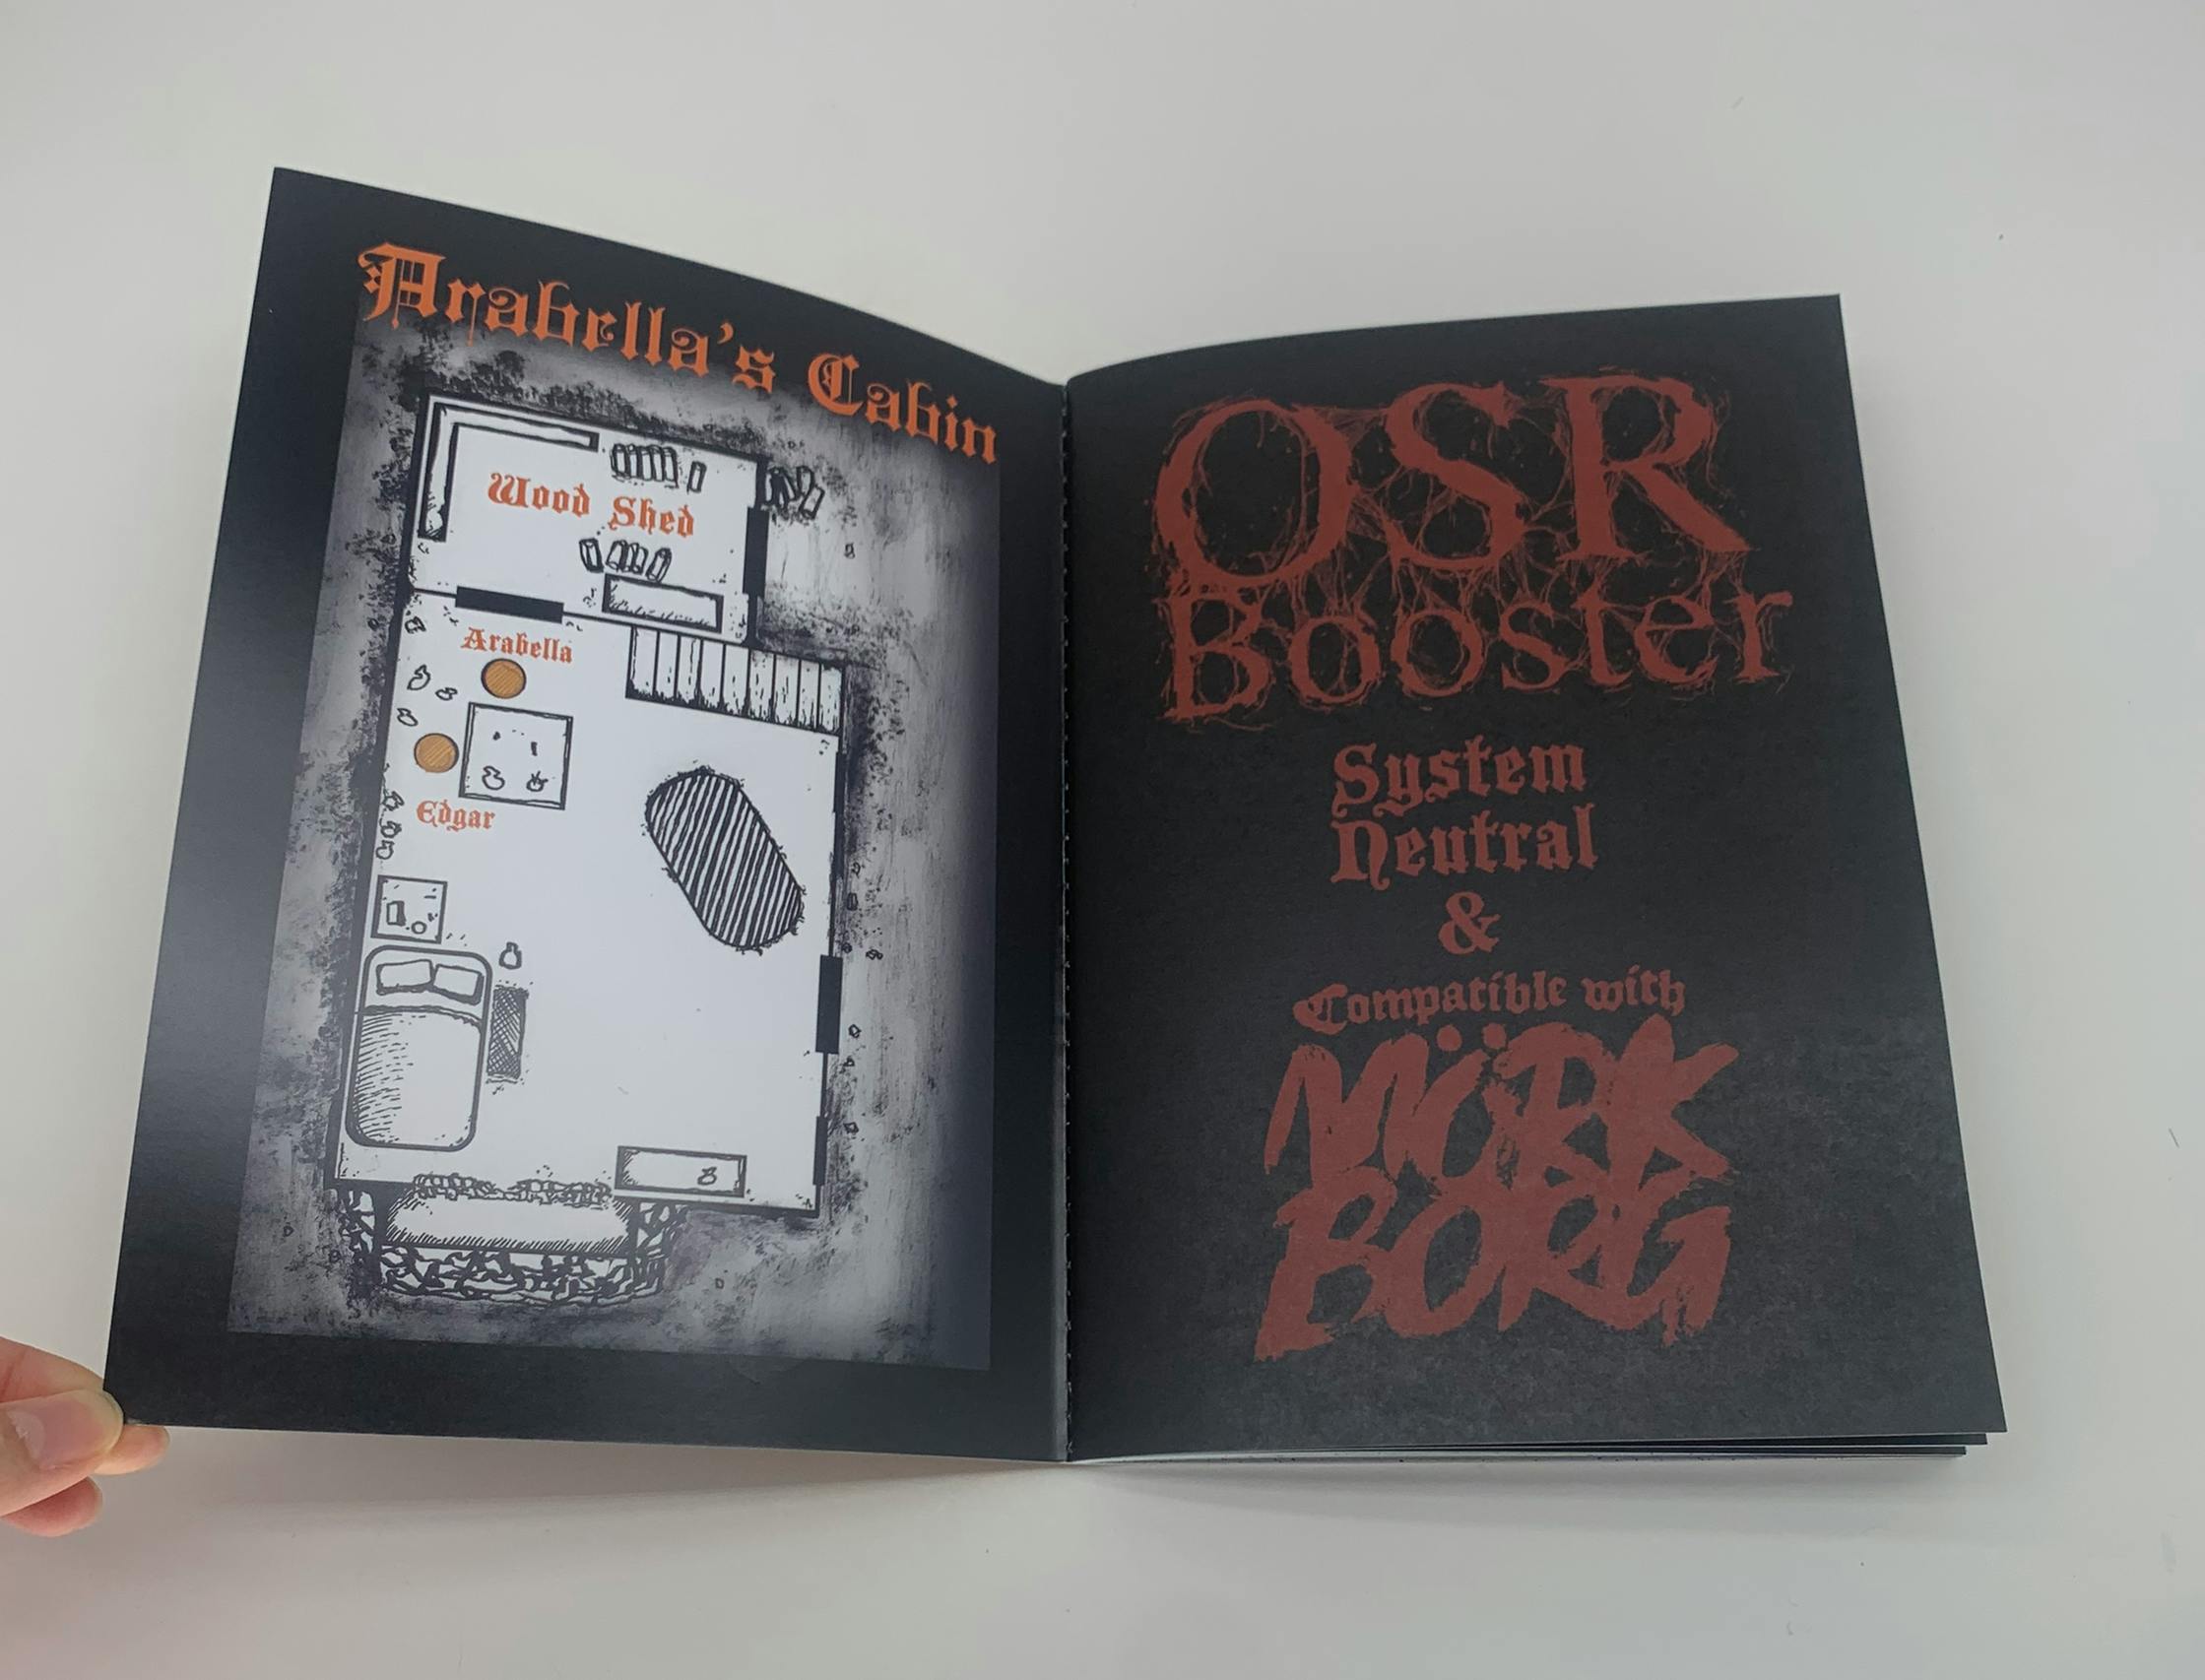 Arabella's Cabin
Wood Shed
Arabella
Edgar
OSR
Booster
System
Neutral
&
Compatible with
MÖRK
BORG